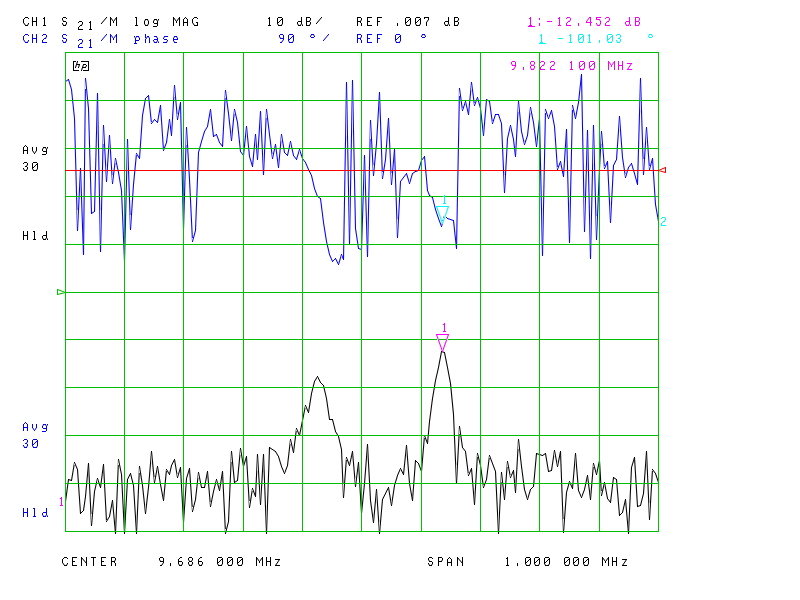 CH1 S 21/M log MAG 10 dB/ REF .007 dB 1:-12.452 dB
CH2 S 21/M phase 90 °/ REF 0 ° 1 -101.03 °
9.822 100 MHz
Avg
30
1
Hld
2
1
Avg
30
1
Hld
CENTER 9.686 000 MHz SPAN 1.000 000 MHz